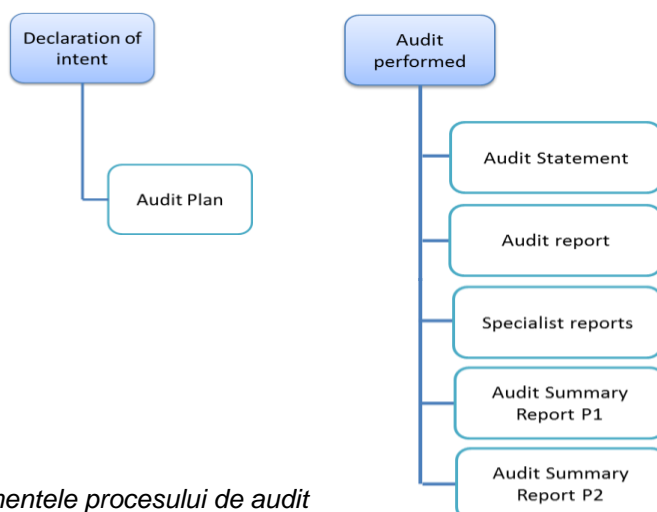 Declaration of
intent
Audit Plan
Audit
performed
Audit Statement
Audit report
Specialist reports
Audit Summary
Report P1
Audit Summary
Report P2
procesului de audit